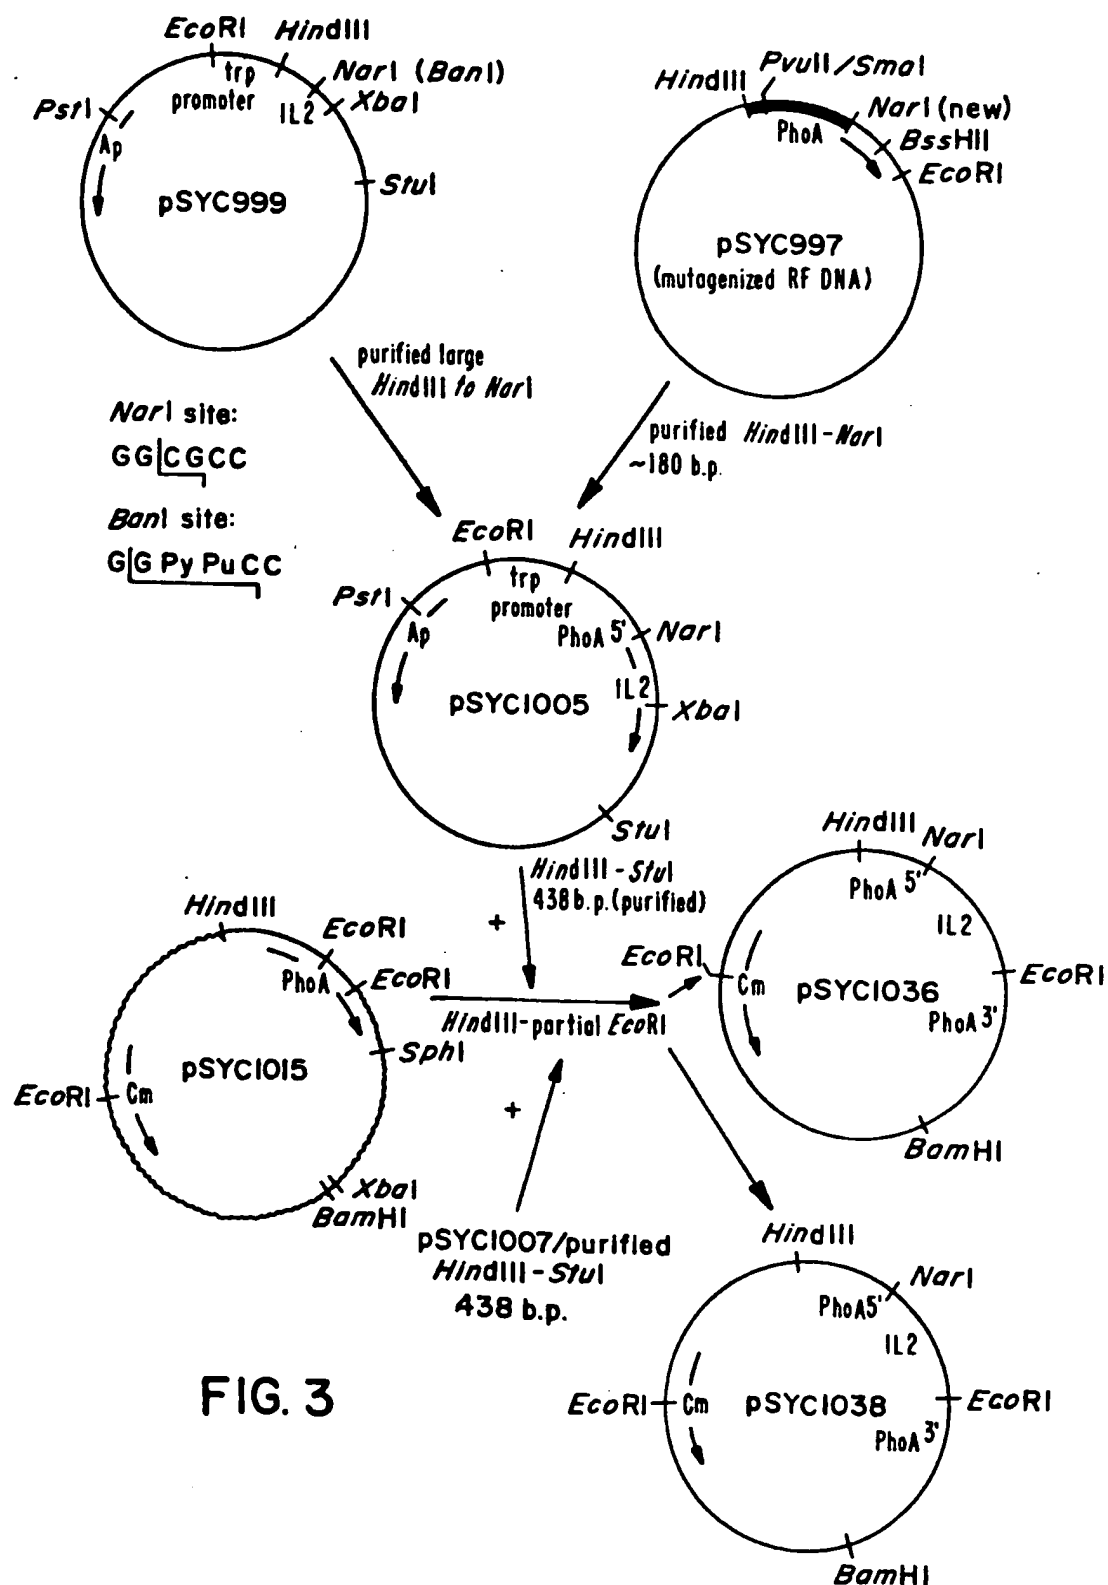 EcoRI
HindIII
trp
promoter
NarI (BanI)
IL2
XbaI
PstI
Ap
StuI
pSYC999
PvuII/SmaI
HindIII
NarI (new)
PhoA
BssHII
EcoRI
pSYC997
(mutagenized RF DNA)
purified large
HindIII to NarI
purified HindIII-NarI
~180 b.p.
NarI site:
GGCGCC
BanI site:
GGPyPuCC
EcoRI
HindIII
trp
promoter
PstI
Ap
PhoA 5'
NarI
IL2
XbaI
pSYC1005
StuI
HindIII-StuI
438 b.p. (purified)
+
HindIII
EcoRI
PhoA
EcoRI
SphI
pSYC1015
EcoRI
Cm
XbaI
BamHI
HindIII-partial EcoRI
+
pSYC1007/purified
HindIII-StuI
438 b.p.
HindIII
NarI
PhoA 5'
IL2
EcoRI
Cm
pSYC1036
EcoRI
PhoA 3'
BamHI
HindIII
NarI
PhoA 5'
IL2
EcoRI
Cm
pSYC1038
EcoRI
PhoA 3'
BamHI
FIG. 3